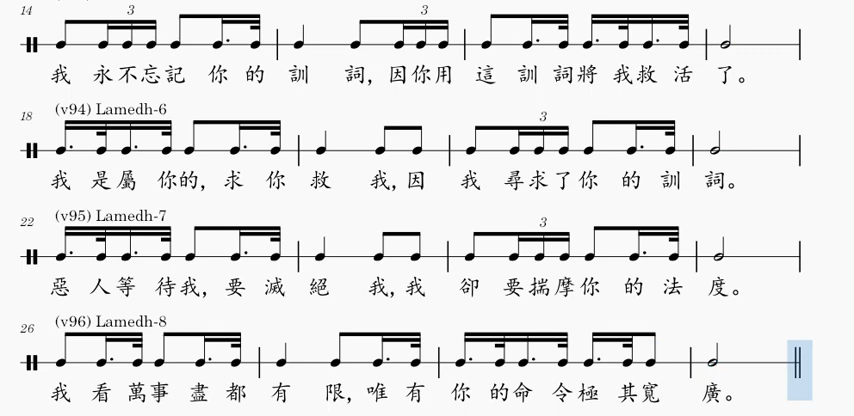 14 3 3
我 永不忘記 你 的 訓 詞, 因你用 這 訓 詞將 我救 活 了。
(v94) Lamedh-6
18 3
我 是屬 你的, 求 你 救 我, 因 我 尋求了你 的 訓 詞。
(v95) Lamedh-7
22 3
惡 人等 待我, 要 滅 絕 我, 我 卻 要揣摩你 的 法 度。
(v96) Lamedh-8
26
我 看 萬事 盡 都 有 限, 唯 有 你 的命 令極 其寬 廣。